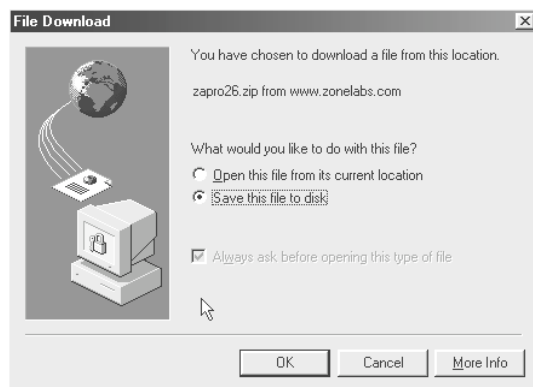 File Download
You have chosen to download a file from this location.
zapro26.zip from www.zonelabs.com
What would you like to do with this file?
Open this file from its current location
Save this file to disk
Always ask before opening this type of file
OK
Cancel
More Info